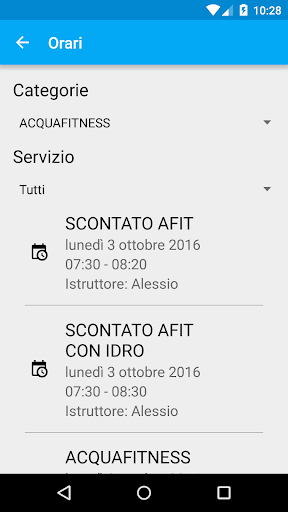 10:28
Orari
Categorie
ACQUAFITNESS
Servizio
Tutti
SCONTATO AFIT
lunedì 3 ottobre 2016
07:30 - 08:20
Istruttore: Alessio
SCONTATO AFIT
CON IDRO
lunedì 3 ottobre 2016
07:30 - 08:30
Istruttore: Alessio
ACQUAFITNESS